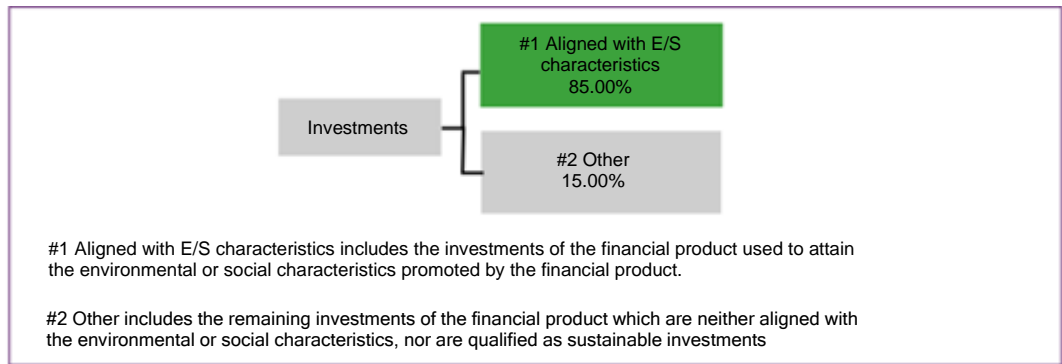 #1 Aligned with E/S
characteristics
85.00%
Investments
#2 Other
15.00%
#1 Aligned with E/S characteristics includes the investments of the financial product used to attain
the environmental or social characteristics promoted by the financial product.
#2 Other includes the remaining investments of the financial product which are neither aligned with
the environmental or social characteristics, nor are qualified as sustainable investments